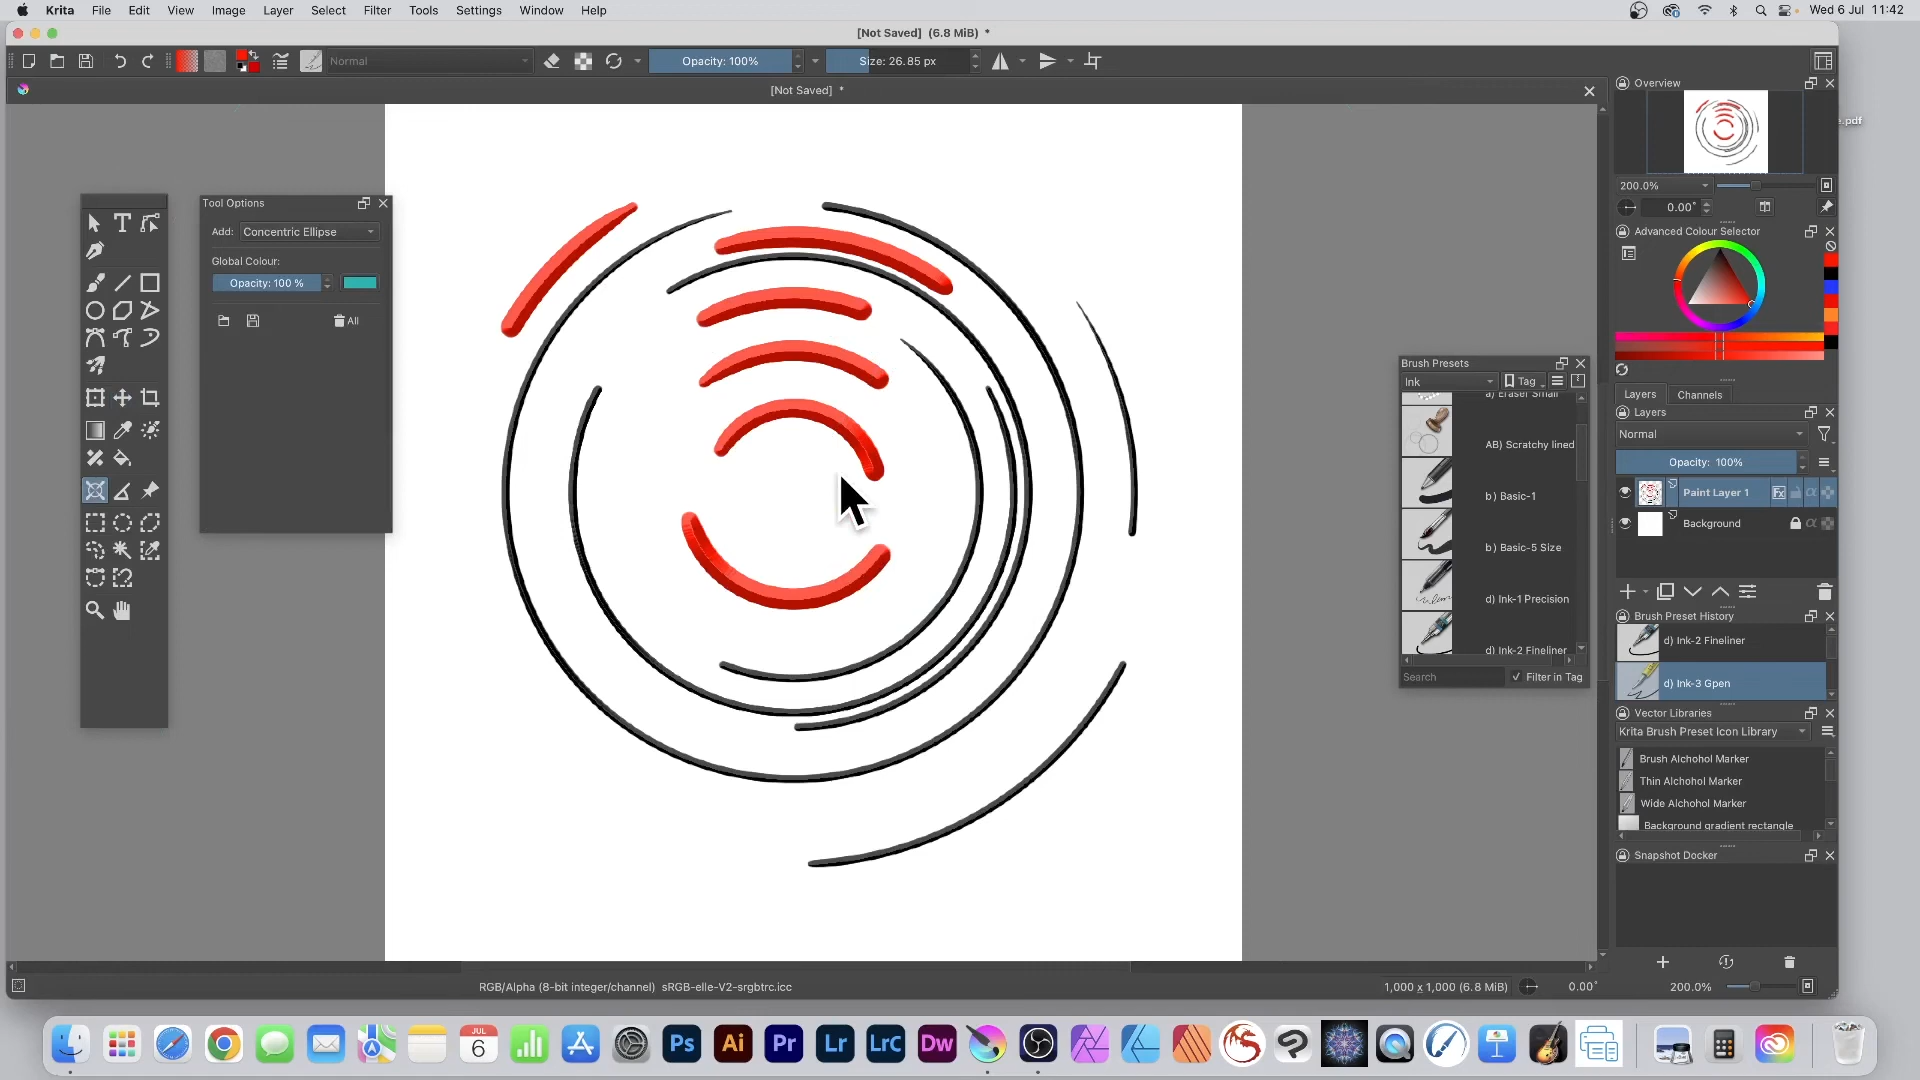 Krita File Edit View Image Layer Select Filter Tools Settings Window Help Wed 6 Jul 11:42
[Not Saved] (6.8 MiB) *
Normal Opacity: 100% Size: 26.85 px
[Not Saved] *
Overview
e.pdf
200.0%
0.00°
Tool Options
Add: Concentric Ellipse
Global Colour:
Opacity: 100 %
All
Advanced Colour Selector
Brush Presets
Ink Tag
a) Eraser Small
AB) Scratchy lined
b) Basic-1
b) Basic-5 Size
d) Ink-1 Precision
d) Ink-2 Fineliner
Search Filter in Tag
Layers Channels
Layers
Normal
Opacity: 100%
Paint Layer 1 Fx
Background
Brush Preset History
d) Ink-2 Fineliner
d) Ink-3 Gpen
Vector Libraries
Krita Brush Preset Icon Library
Brush Alchohol Marker
Thin Alchohol Marker
Wide Alchohol Marker
Background gradient rectangle
Snapshot Docker
RGB/Alpha (8-bit integer/channel) sRGB-elle-V2-srgbtrc.icc
1,000 x 1,000 (6.8 MiB) 0.00° 200.0%
JUL
6
Ps Ai Pr Lr LrC Dw